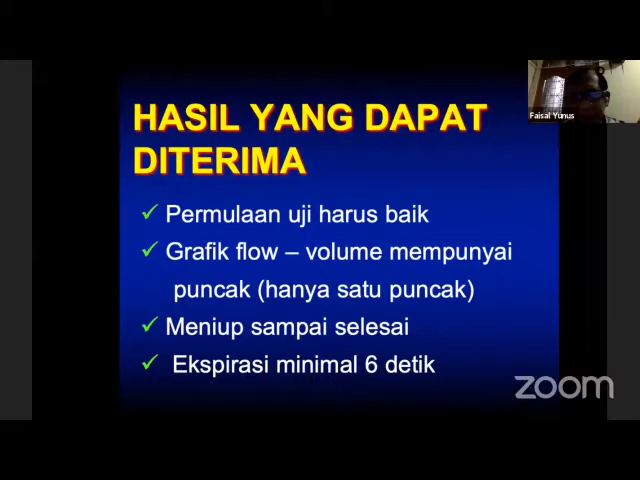 HASIL YANG DAPAT
DITERIMA
Faisal Yunus
✓ Permulaan uji harus baik
✓ Grafik flow – volume mempunyai
puncak (hanya satu puncak)
✓ Meniup sampai selesai
✓ Ekspirasi minimal 6 detik
zoom